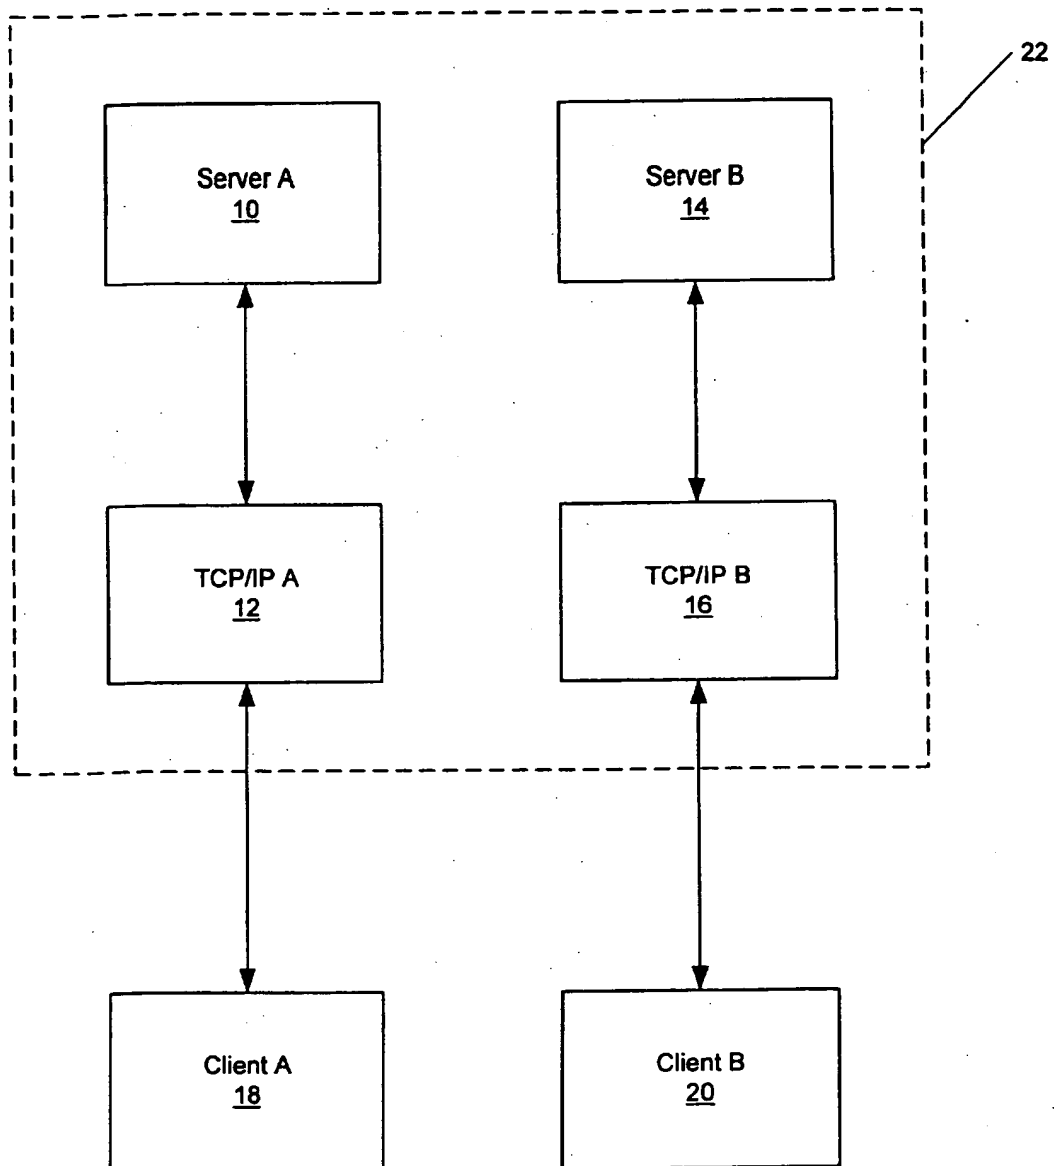 22
Server A
10
Server B
14
TCP/IP A
12
TCP/IP B
16
Client A
18
Client B
20